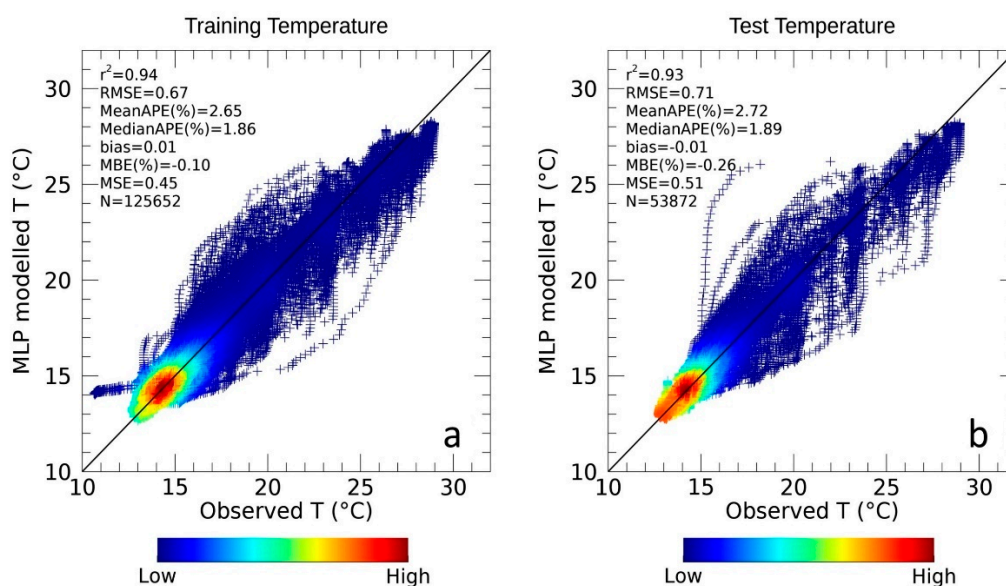 Training Temperature
r²=0.94
RMSE=0.67
MeanAPE(%)=2.65
MedianAPE(%)=1.86
bias=0.01
MBE(%)=-0.10
MSE=0.45
N=125652
MLP modelled T (°C)
30
25
20
15
10
a
10 15 20 25 30
Observed T (°C)
Low High
Test Temperature
r²=0.93
RMSE=0.71
MeanAPE(%)=2.72
MedianAPE(%)=1.89
bias=-0.01
MBE(%)=-0.26
MSE=0.51
N=53872
MLP modelled T (°C)
30
25
20
15
10
b
10 15 20 25 30
Observed T (°C)
Low High